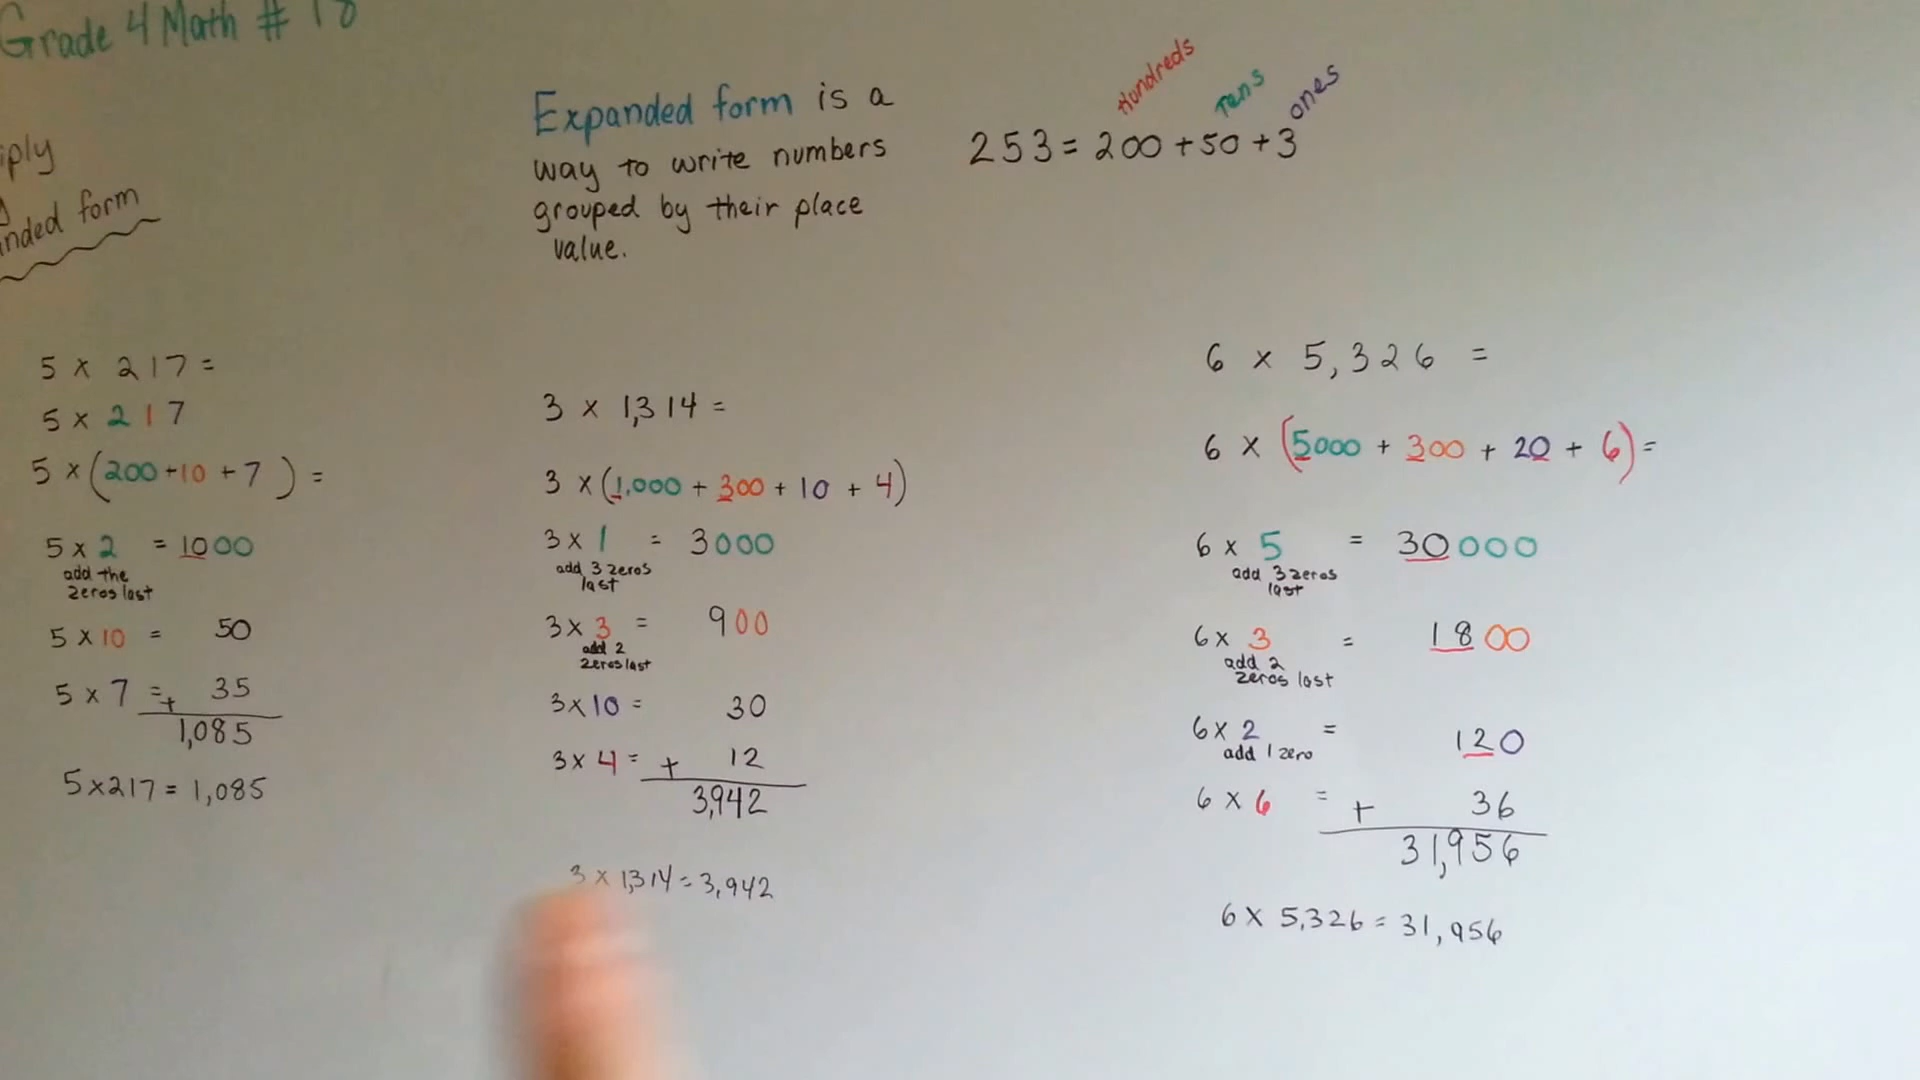 Grade 4 Math # 18
form
Expanded form is a
way to write numbers
grouped by their place
value.
Hundreds
Tens
ones
253 = 200 + 50 + 3
5 x 217 =
5 x 217
5 x (200 + 10 + 7) =
5 x 2 = 1000
add the
zeros last
5 x 10 = 50
5 x 7 = + 35
1,085
5 x 217 = 1,085
3 x 1,314 =
3 x (1,000 + 300 + 10 + 4)
3 x 1 = 3000
add 3 zeros
last
3 x 3 = 900
add 2
zeros last
3 x 10 = 30
3 x 4 = + 12
3,942
3 x 1,314 = 3,942
6 x 5,326 =
6 x (5000 + 300 + 20 + 6) =
6 x 5 = 30000
add 3 zeros
last
6 x 3 = 1800
add 2
zeros last
6 x 2 = 120
add 1 zero
6 x 6 = + 36
31,956
6 x 5,326 = 31,956